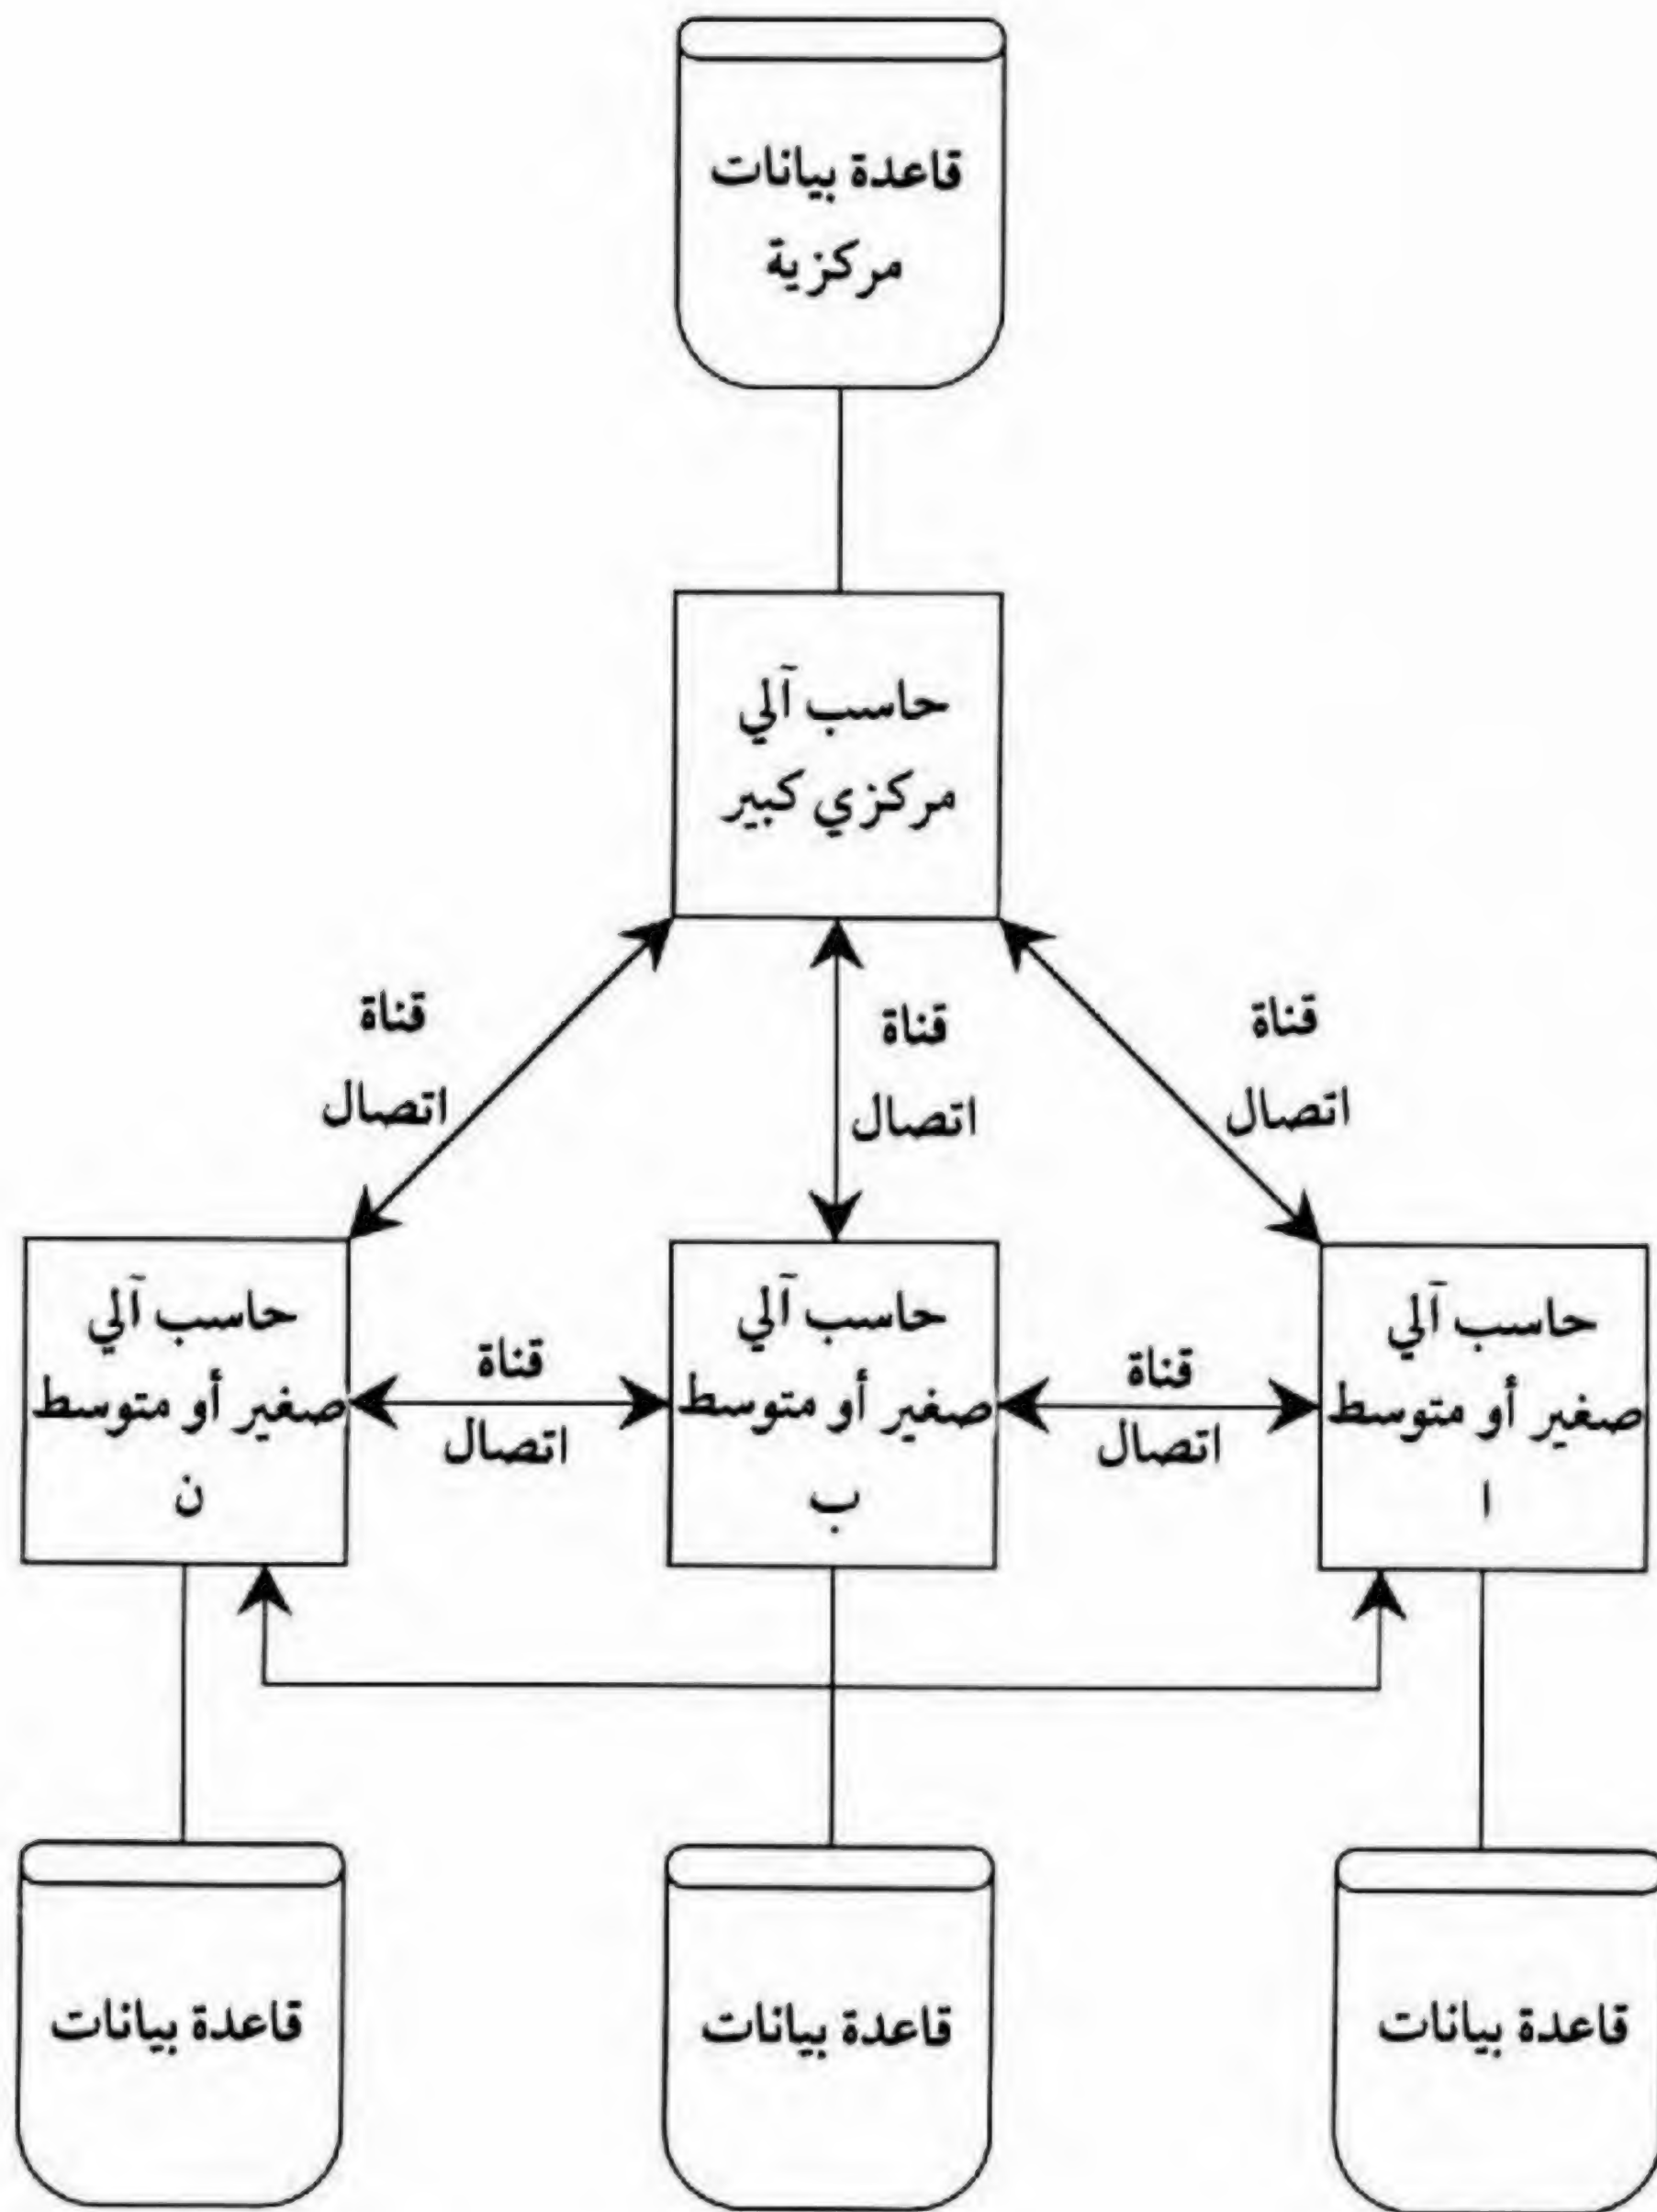 قاعدة بيانات
مركزية
حاسب آلي
مركزي كبير
قناة
اتصال
قناة
اتصال
قناة
اتصال
حاسب آلي
صغير أو متوسط
ا
قناة
اتصال
حاسب آلي
صغير أو متوسط
ب
قناة
اتصال
حاسب آلي
صغير أو متوسط
ن
قاعدة بيانات
قاعدة بيانات
قاعدة بيانات